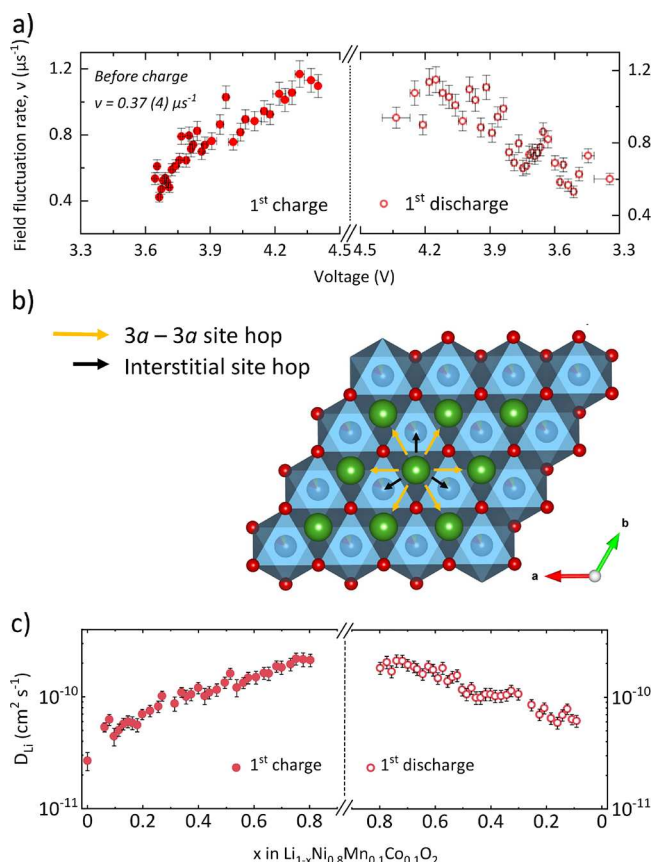 a)
Before charge
ν = 0.37 (4) μs⁻¹
1st charge
1st discharge
Field fluctuation rate, ν (μs⁻¹)
1.2
0.8
0.4
1.2
0.8
0.4
3.3 3.6 3.9 4.2 4.5 4.5 4.2 3.9 3.6 3.3
Voltage (V)
b)
3a – 3a site hop
Interstitial site hop
b
a
c)
D_Li (cm² s⁻¹)
10⁻¹⁰
10⁻¹¹
10⁻¹⁰
10⁻¹¹
1st charge
1st discharge
0 0.2 0.4 0.6 0.8 0.8 0.6 0.4 0.2 0
x in Li₁₋ₓNi₀.₈Mn₀.₁Co₀.₁O₂